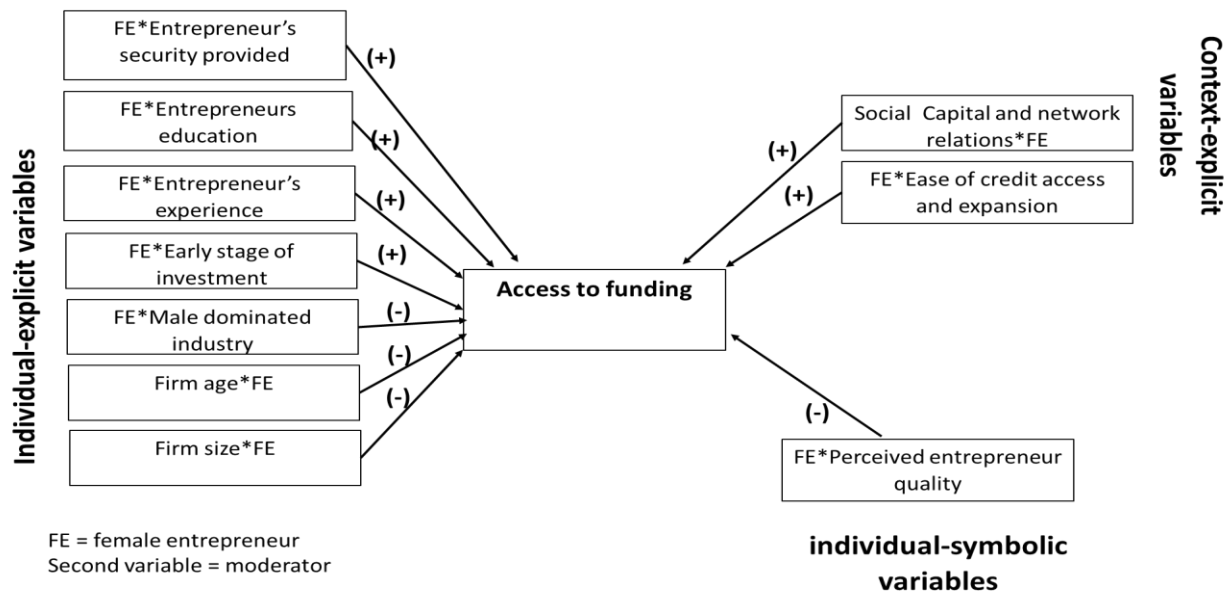 Individual-explicit variables
FE*Entrepreneur's
security provided
(+)
FE*Entrepreneurs
education
(+)
FE*Entrepreneur's
experience
(+)
FE*Early stage of
investment
(+)
FE*Male dominated
industry
(-)
Firm age*FE
(-)
Firm size*FE
(-)
Access to funding
Context-explicit
variables
Social Capital and network
relations*FE
(+)
FE*Ease of credit access
and expansion
(+)
(-)
FE*Perceived entrepreneur
quality
individual-symbolic
variables
FE = female entrepreneur
Second variable = moderator